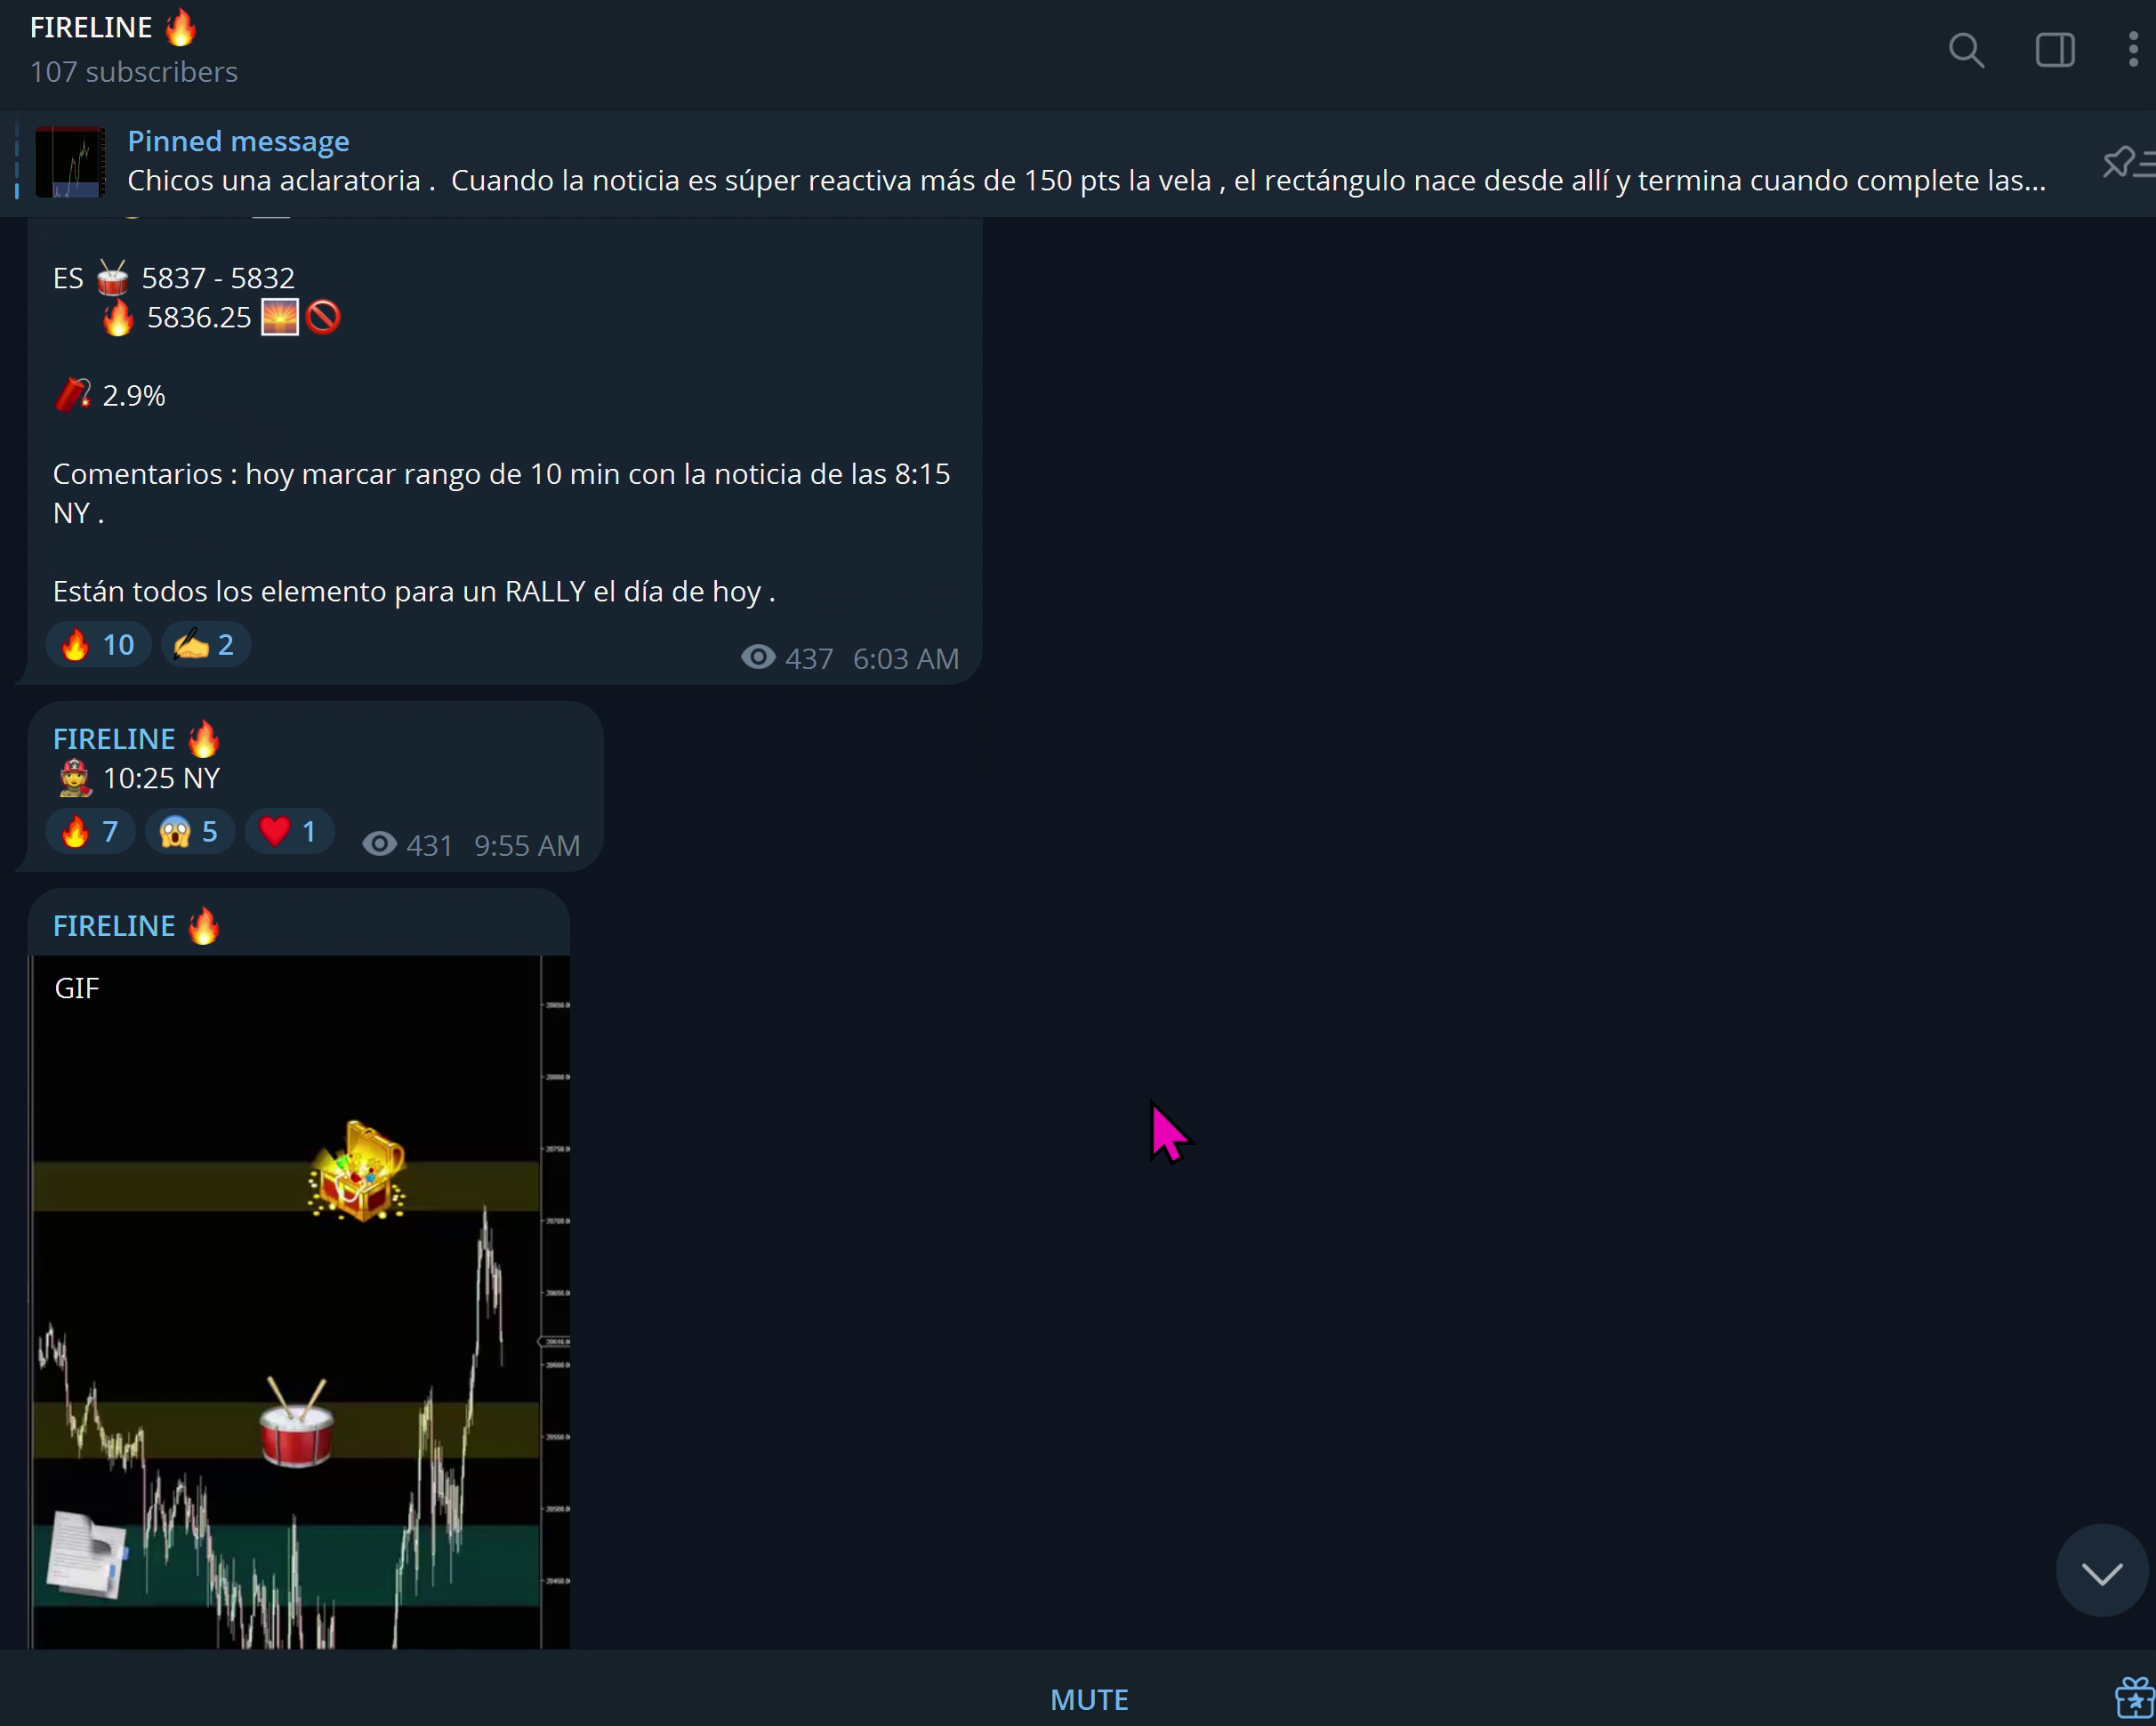 FIRELINE 🔥
107 subscribers
Pinned message
Chicos una aclaratoria .  Cuando la noticia es súper reactiva más de 150 pts la vela , el rectángulo nace desde allí y termina cuando complete las...
ES 🥁 5837 - 5832
🔥 5836.25 🌅🚫
🧨 2.9%
Comentarios : hoy marcar rango de 10 min con la noticia de las 8:15
NY .
Están todos los elemento para un RALLY el día de hoy .
🔥 10 ✍️ 2
437 6:03 AM
FIRELINE 🔥
👩‍🚒 10:25 NY
🔥 7 😱 5 ❤️ 1
431 9:55 AM
FIRELINE 🔥
GIF
MUTE